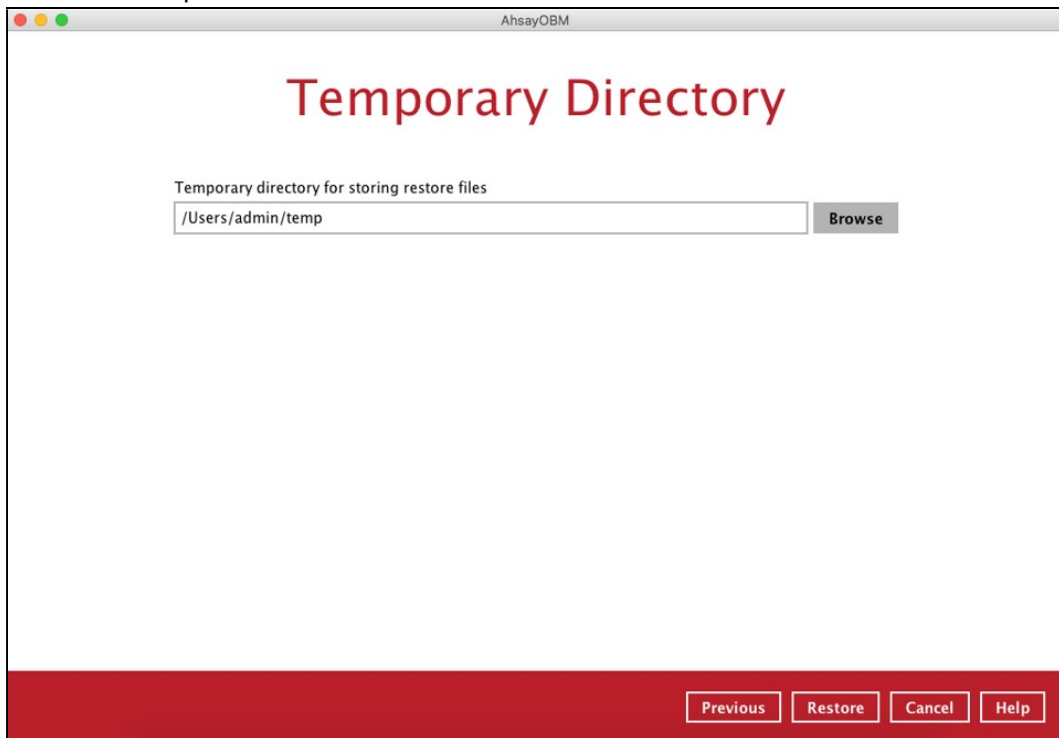 AhsayOBM
Temporary Directory
Temporary directory for storing restore files
/Users/admin/temp
Browse
Previous Restore Cancel Help